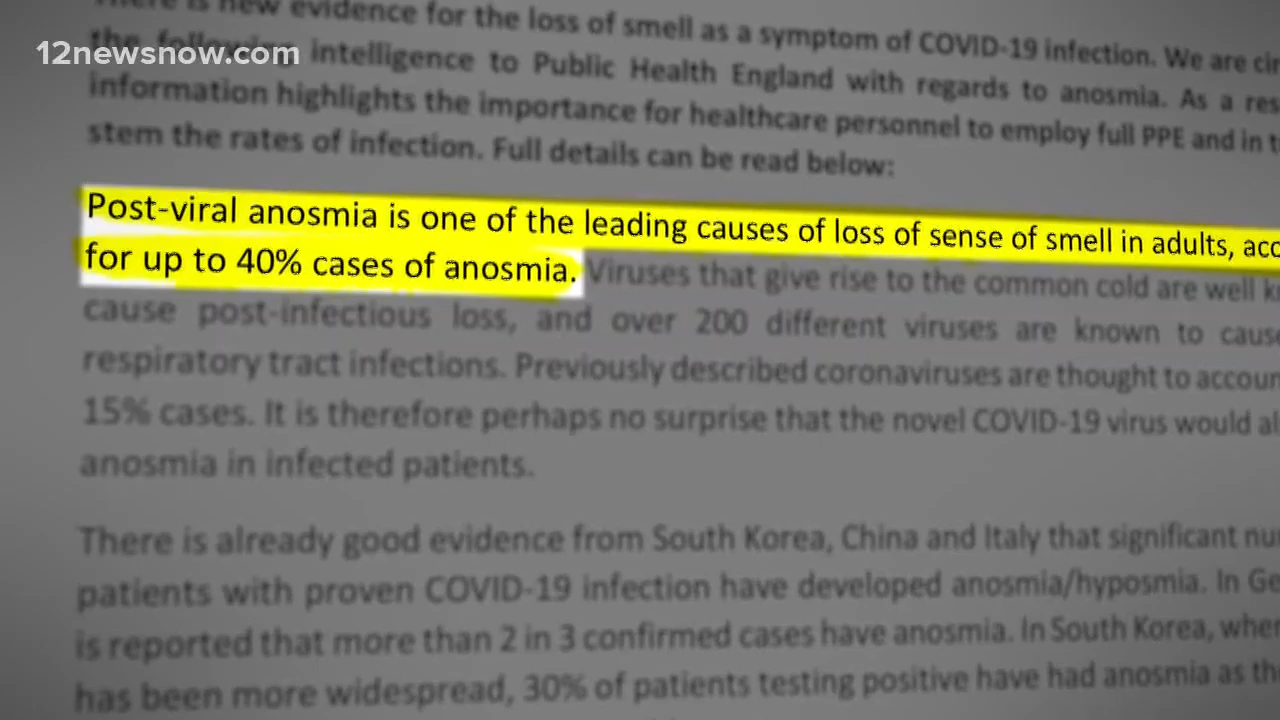 There is new evidence for the loss of smell as a symptom of COVID-19 infection. We are cir
12newsnow.com
the following intelligence to Public Health England with regards to anosmia. As a res
information highlights the importance for healthcare personnel to employ full PPE and in t
stem the rates of infection. Full details can be read below:
Post-viral anosmia is one of the leading causes of loss of sense of smell in adults, acc
for up to 40% cases of anosmia. Viruses that give rise to the common cold are well k
cause post-infectious loss, and over 200 different viruses are known to cause
respiratory tract infections. Previously described coronaviruses are thought to accoun
15% cases. It is therefore perhaps no surprise that the novel COVID-19 virus would al
anosmia in infected patients.
There is already good evidence from South Korea, China and Italy that significant nu
patients with proven COVID-19 infection have developed anosmia/hyposmia. In Ge
is reported that more than 2 in 3 confirmed cases have anosmia. In South Korea, wher
has been more widespread, 30% of patients testing positive have had anosmia as the